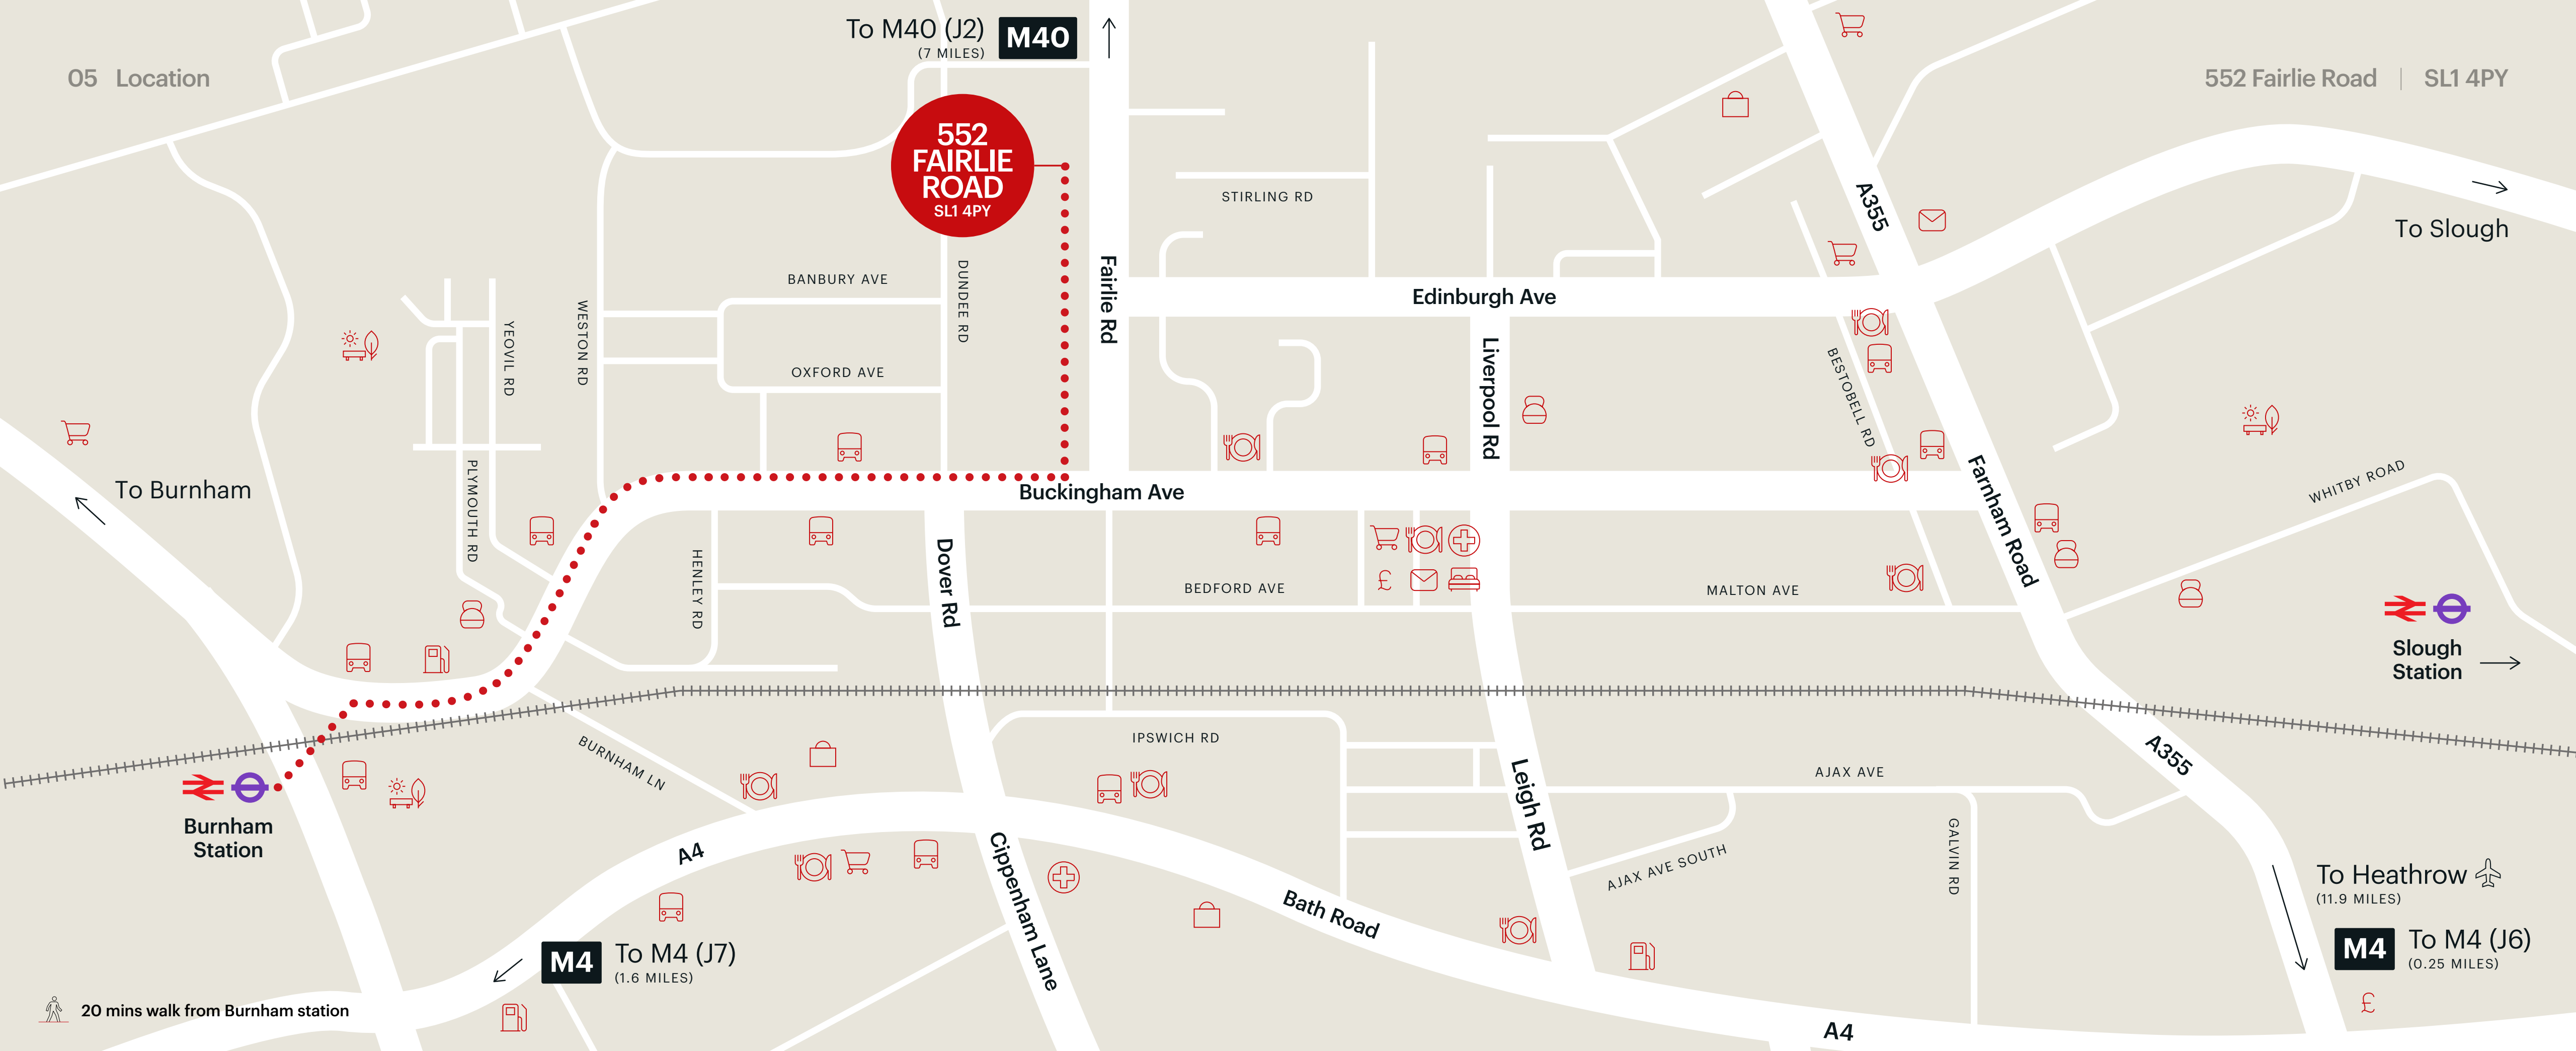 05 Location
To M40 (J2)
(7 MILES)
M40
552 Fairlie Road | SL1 4PY
552
FAIRLIE
ROAD
SL1 4PY
STIRLING RD
A355
To Slough
BANBURY AVE
DUNDEE RD
Fairlie Rd
Edinburgh Ave
YEOVIL RD
WESTON RD
OXFORD AVE
Liverpool Rd
BESTOBELL RD
To Burnham
PLYMOUTH RD
Buckingham Ave
Farnham Road
WHITBY ROAD
HENLEY RD
Dover Rd
BEDFORD AVE
£
MALTON AVE
Slough
Station
BURNHAM LN
IPSWICH RD
Leigh Rd
AJAX AVE
A355
Burnham
Station
A4
Cippenham Lane
Bath Road
AJAX AVE SOUTH
GALVIN RD
To Heathrow
(11.9 MILES)
M4
To M4 (J7)
(1.6 MILES)
M4
To M4 (J6)
(0.25 MILES)
£
20 mins walk from Burnham station
A4